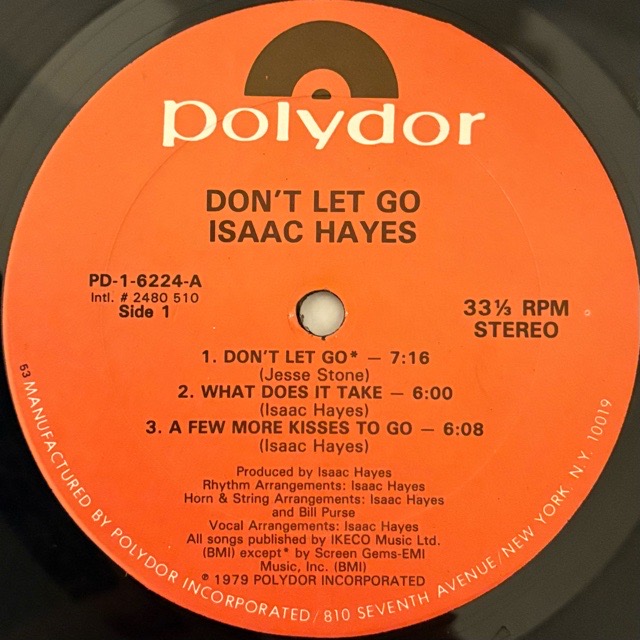 polydor
DON'T LET GO
ISAAC HAYES
PD-1-6224-A
Intl. # 2480 510
Side 1
33⅓ RPM
STEREO
1. DON'T LET GO* — 7:16
(Jesse Stone)
2. WHAT DOES IT TAKE — 6:00
(Isaac Hayes)
3. A FEW MORE KISSES TO GO — 6:08
(Isaac Hayes)
Produced by Isaac Hayes
Rhythm Arrangements: Isaac Hayes
Horn & String Arrangements: Isaac Hayes
and Bill Purse
Vocal Arrangements: Isaac Hayes
All songs published by IKECO Music Ltd.
(BMI) except* by Screen Gems-EMI
Music, Inc. (BMI)
℗ 1979 POLYDOR INCORPORATED
53 MANUFACTURED BY POLYDOR INCORPORATED/810 SEVENTH AVENUE/NEW YORK, N.Y. 10019